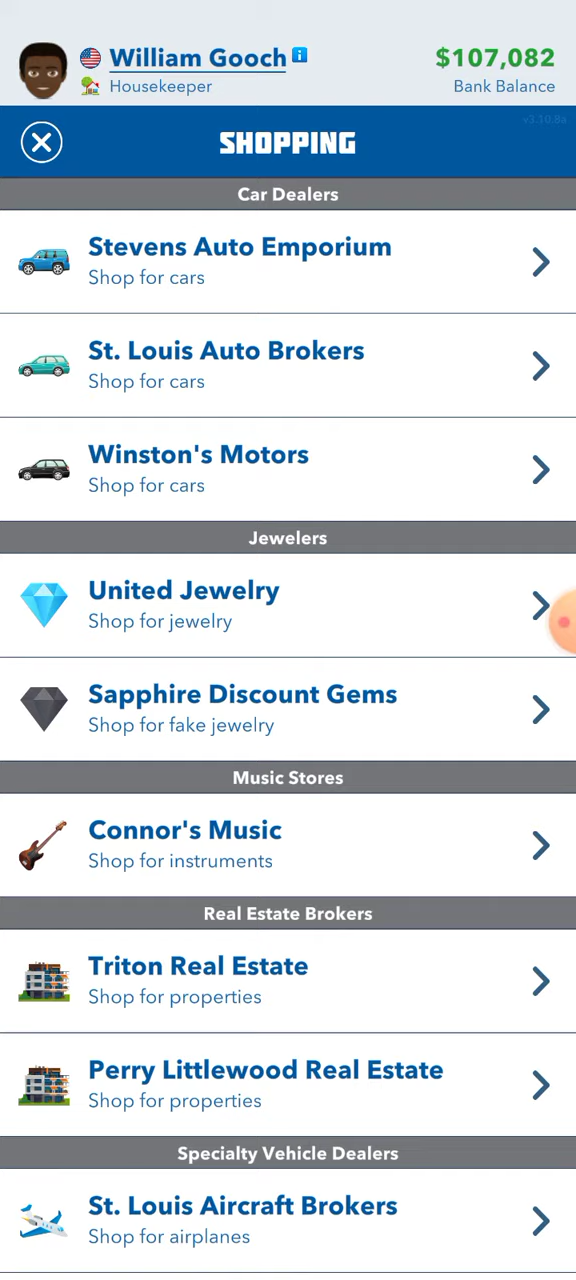 William Gooch
$107,082
Housekeeper
Bank Balance
v3.10.8a
SHOPPING
Car Dealers
Stevens Auto Emporium
Shop for cars
St. Louis Auto Brokers
Shop for cars
Winston's Motors
Shop for cars
Jewelers
United Jewelry
Shop for jewelry
Sapphire Discount Gems
Shop for fake jewelry
Music Stores
Connor's Music
Shop for instruments
Real Estate Brokers
Triton Real Estate
Shop for properties
Perry Littlewood Real Estate
Shop for properties
Specialty Vehicle Dealers
St. Louis Aircraft Brokers
Shop for airplanes